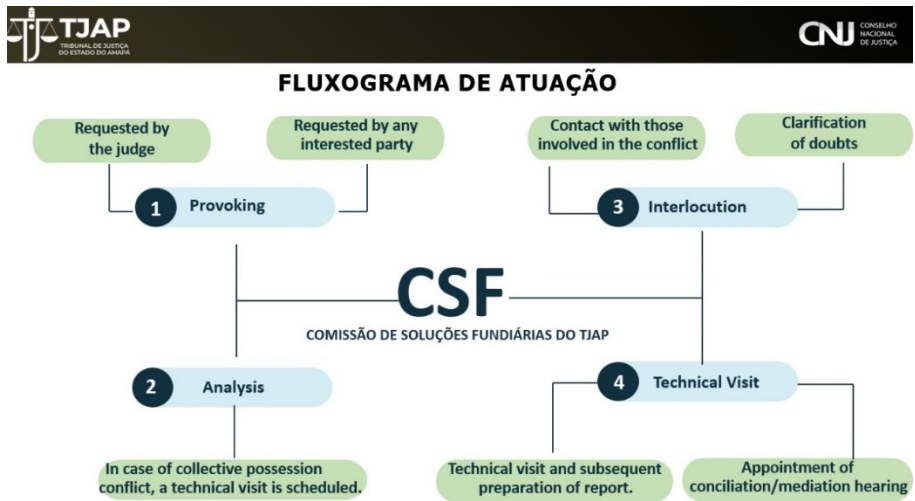 TJAP
TRIBUNAL DE JUSTIÇA
DO ESTADO DO AMAPÁ
CNJ
CONSELHO
NACIONAL
DE JUSTIÇA
FLUXOGRAMA DE ATUAÇÃO
Requested by
the judge
Requested by any
interested party
1 Provoking
Contact with those
involved in the conflict
Clarification
of doubts
3 Interlocution
CSF
COMISSÃO DE SOLUÇÕES FUNDIÁRIAS DO TJAP
2 Analysis
In case of collective possession
conflict, a technical visit is scheduled.
4 Technical Visit
Technical visit and subsequent
preparation of report.
Appointment of
conciliation/mediation hearing